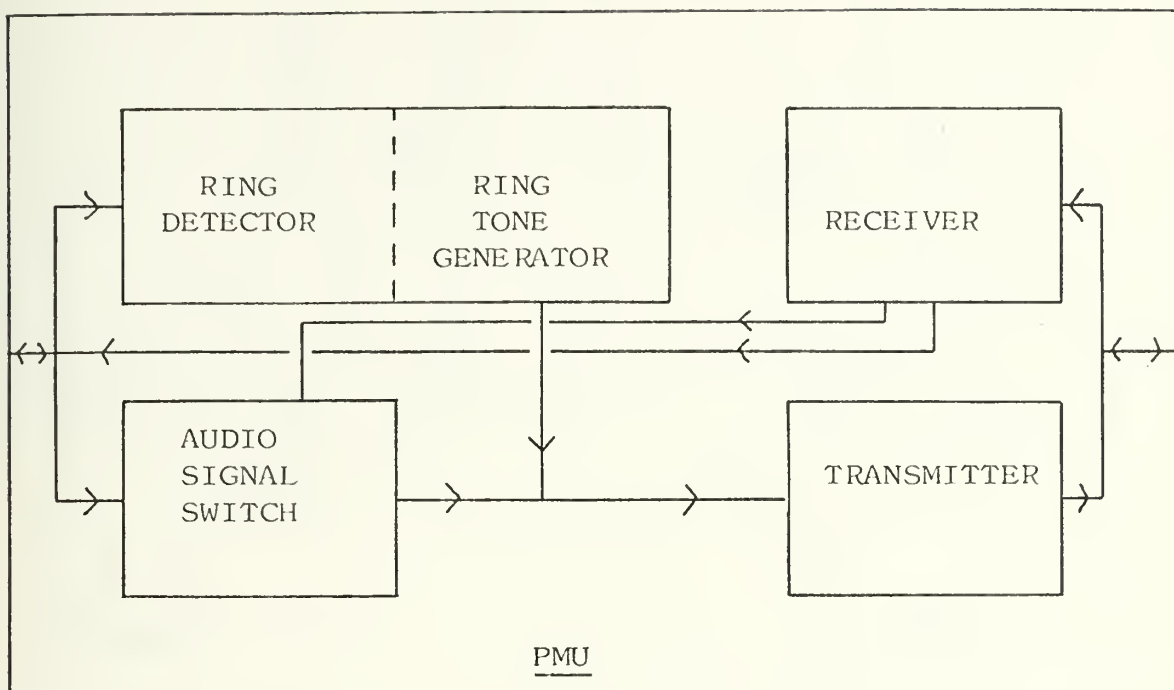 RING
DETECTOR
RING
TONE
GENERATOR
RECEIVER
AUDIO
SIGNAL
SWITCH
TRANSMITTER
PMU